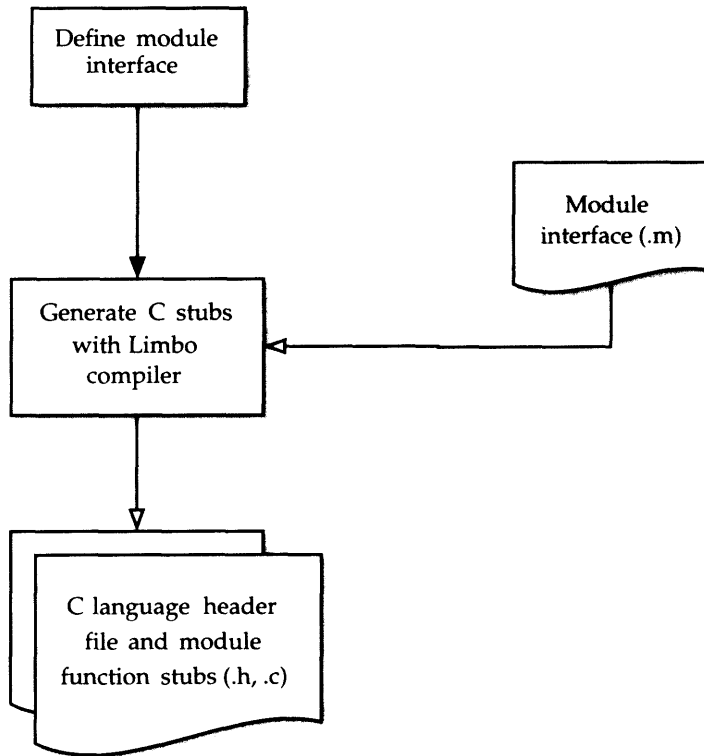 Define module
interface
Module
interface (.m)
Generate C stubs
with Limbo
compiler
C language header
file and module
function stubs (.h, .c)